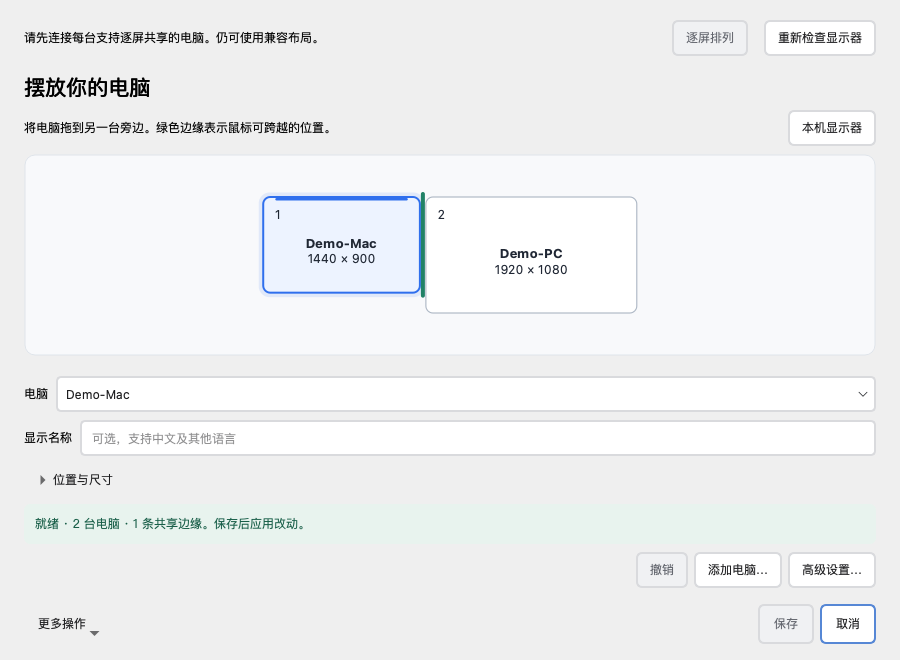 请先连接每台支持逐屏共享的电脑。仍可使用兼容布局。
逐屏排列
重新检查显示器
摆放你的电脑
将电脑拖到另一台旁边。绿色边缘表示鼠标可跨越的位置。
本机显示器
1
Demo-Mac
1440 × 900
2
Demo-PC
1920 × 1080
电脑
Demo-Mac
显示名称
可选，支持中文及其他语言
位置与尺寸
就绪 · 2 台电脑 · 1 条共享边缘。保存后应用改动。
撤销
添加电脑...
高级设置...
更多操作
保存
取消